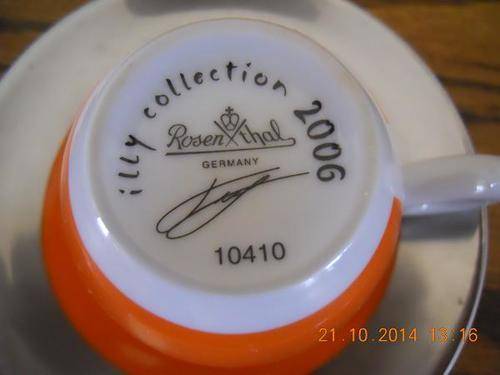 illy collection 2006
Rosenthal
GERMANY
10410
21.10.2014 13:16